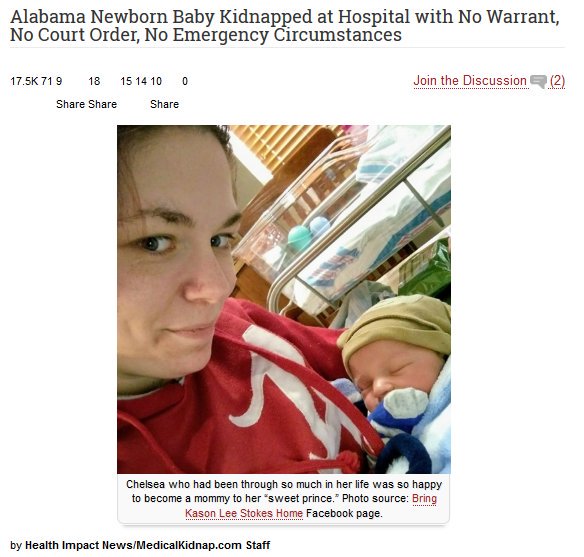 Alabama Newborn Baby Kidnapped at Hospital with No Warrant,
No Court Order, No Emergency Circumstances
17.5K 71 9 18 15 14 10 0
Join the Discussion (2)
Share Share Share
Chelsea who had been through so much in her life was so happy
to become a mommy to her “sweet prince.” Photo source: Bring
Kason Lee Stokes Home Facebook page.
by Health Impact News/MedicalKidnap.com Staff